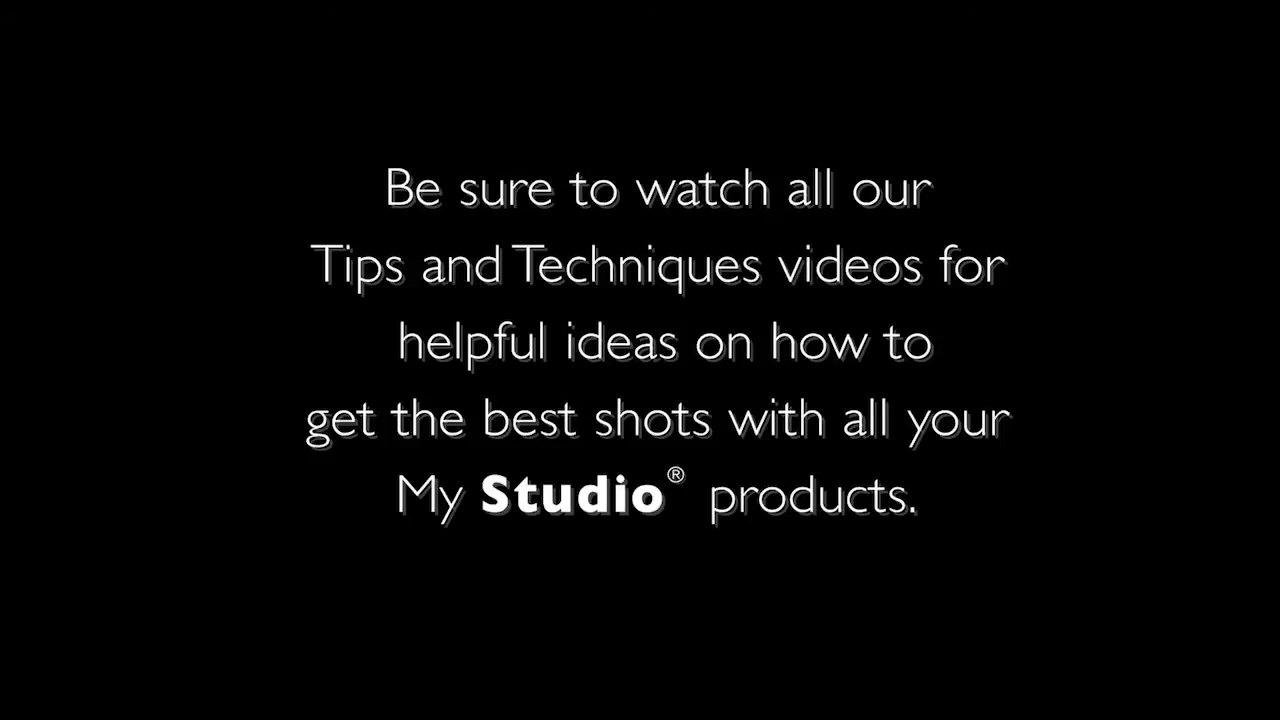 Be sure to watch all our
Tips and Techniques videos for
helpful ideas on how to
get the best shots with all your
My Studio® products.